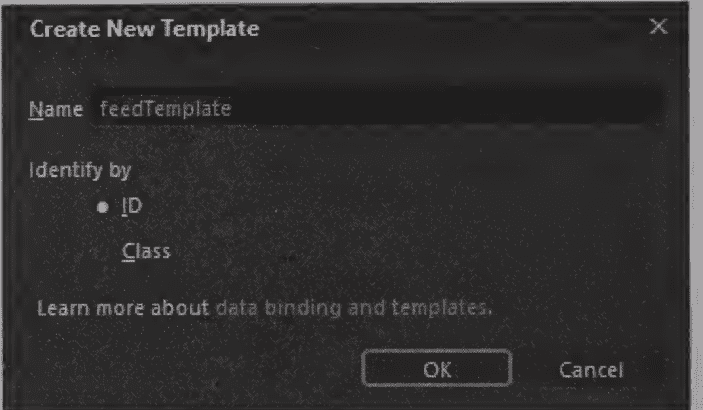 Create New Template
Name feedTemplate
Identify by
ID
Class
Learn more about data binding and templates.
OK Cancel